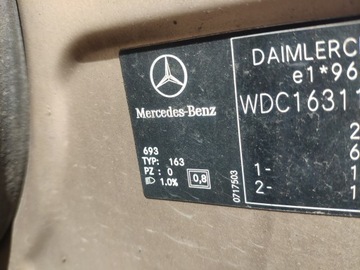 DAIMLERC
e1*96
Mercedes-Benz
WDC16311
693
TYP: 163
PZ : 0
1.0%
0,8
0717503
2
6
1- 1
2- 1